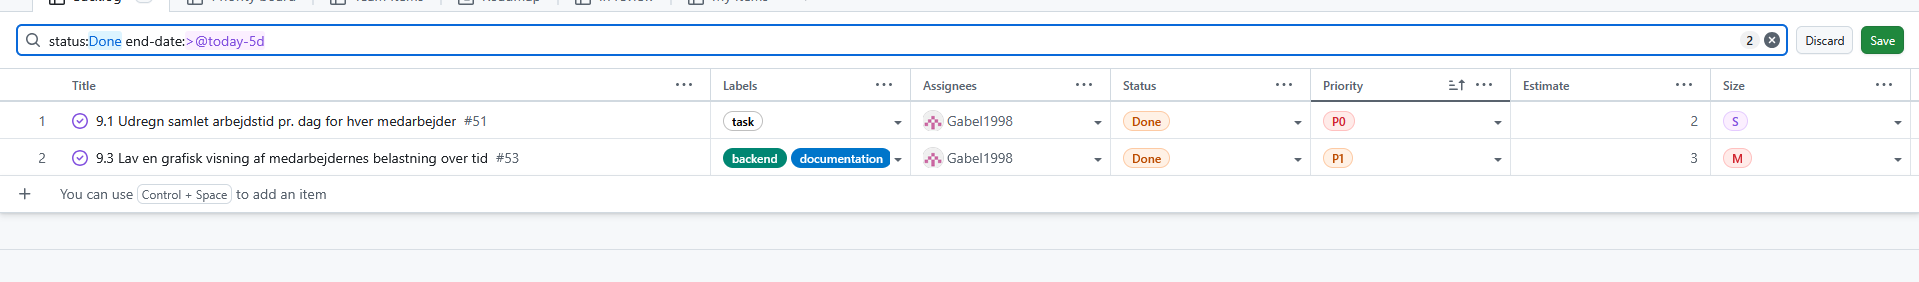 status:Done end-date:>@today-5d
2
Discard
Save
Title
Labels
Assignees
Status
Priority
Estimate
Size
1
9.1 Udregn samlet arbejdstid pr. dag for hver medarbejder #51
task
Gabel1998
Done
P0
2
S
2
9.3 Lav en grafisk visning af medarbejdernes belastning over tid #53
backend
documentation
Gabel1998
Done
P1
3
M
+ You can use Control + Space to add an item